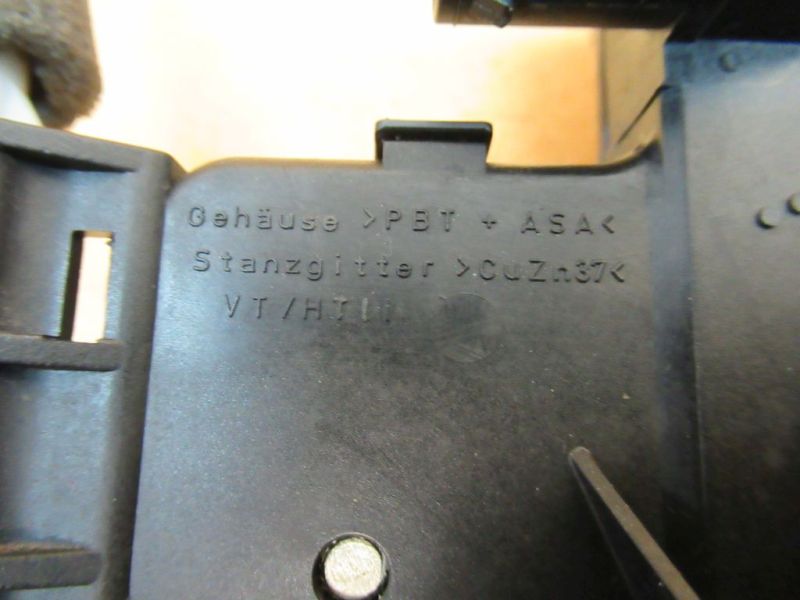 Gehäuse >PBT + ASA<
Stanzgitter >CuZn37<
VT/HT